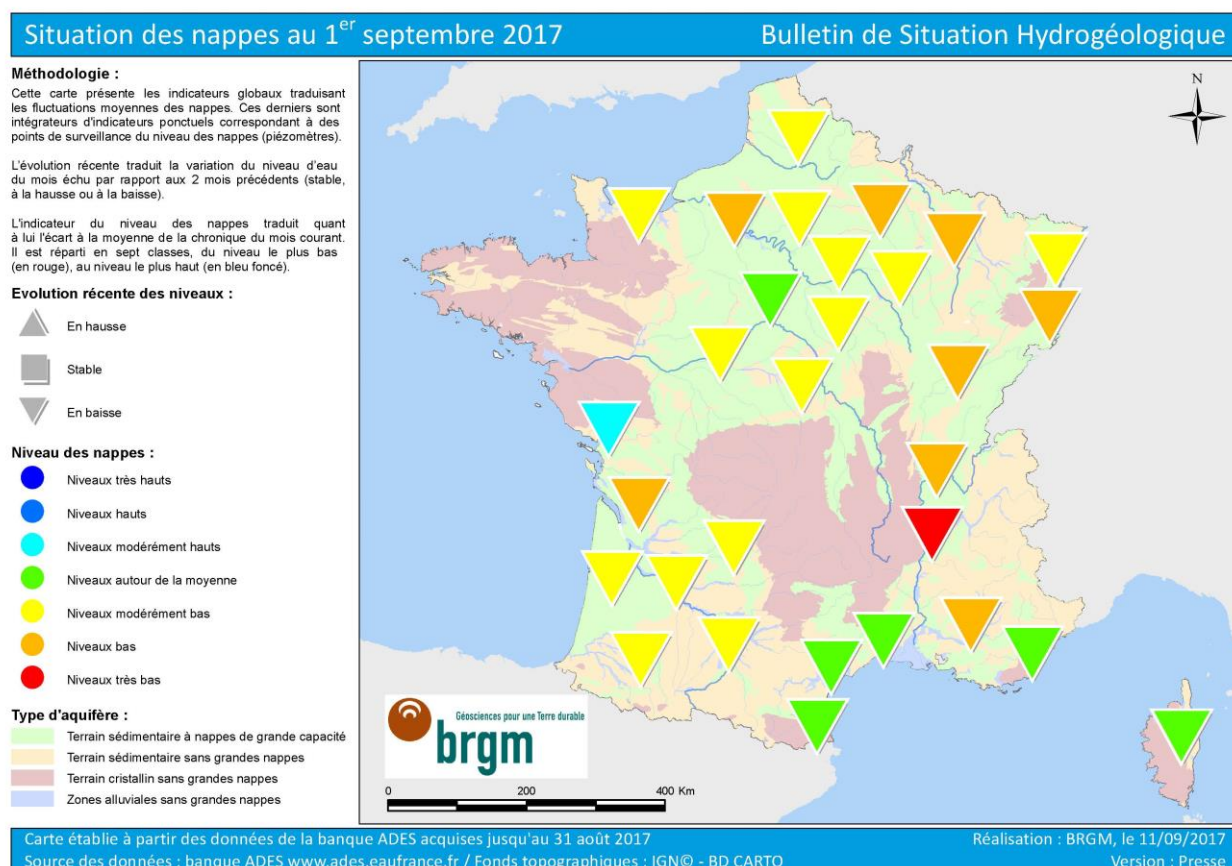 Situation des nappes au 1er septembre 2017
Bulletin de Situation Hydrogéologique
Méthodologie :
Cette carte présente les indicateurs globaux traduisant
les fluctuations moyennes des nappes. Ces derniers sont
intégrateurs d'indicateurs ponctuels correspondant à des
points de surveillance du niveau des nappes (piézomètres).
L'évolution récente traduit la variation du niveau d'eau
du mois échu par rapport aux 2 mois précédents (stable,
à la hausse ou à la baisse).
L'indicateur du niveau des nappes traduit quant
à lui l'écart à la moyenne de la chronique du mois courant.
Il est réparti en sept classes, du niveau le plus bas
(en rouge), au niveau le plus haut (en bleu foncé).
Evolution récente des niveaux :
En hausse
Stable
En baisse
Niveau des nappes :
Niveaux très hauts
Niveaux hauts
Niveaux modérément hauts
Niveaux autour de la moyenne
Niveaux modérément bas
Niveaux bas
Niveaux très bas
Type d'aquifère :
Terrain sédimentaire à nappes de grande capacité
Terrain sédimentaire sans grandes nappes
Terrain cristallin sans grandes nappes
Zones alluviales sans grandes nappes
N
Géosciences pour une Terre durable
brgm
0 200 400 Km
Carte établie à partir des données de la banque ADES acquises jusqu'au 31 août 2017
Réalisation : BRGM, le 11/09/2017
Source des données : banque ADES www.ades.eaufrance.fr / Fonds topographiques : IGN© - BD CARTO
Version : Presse